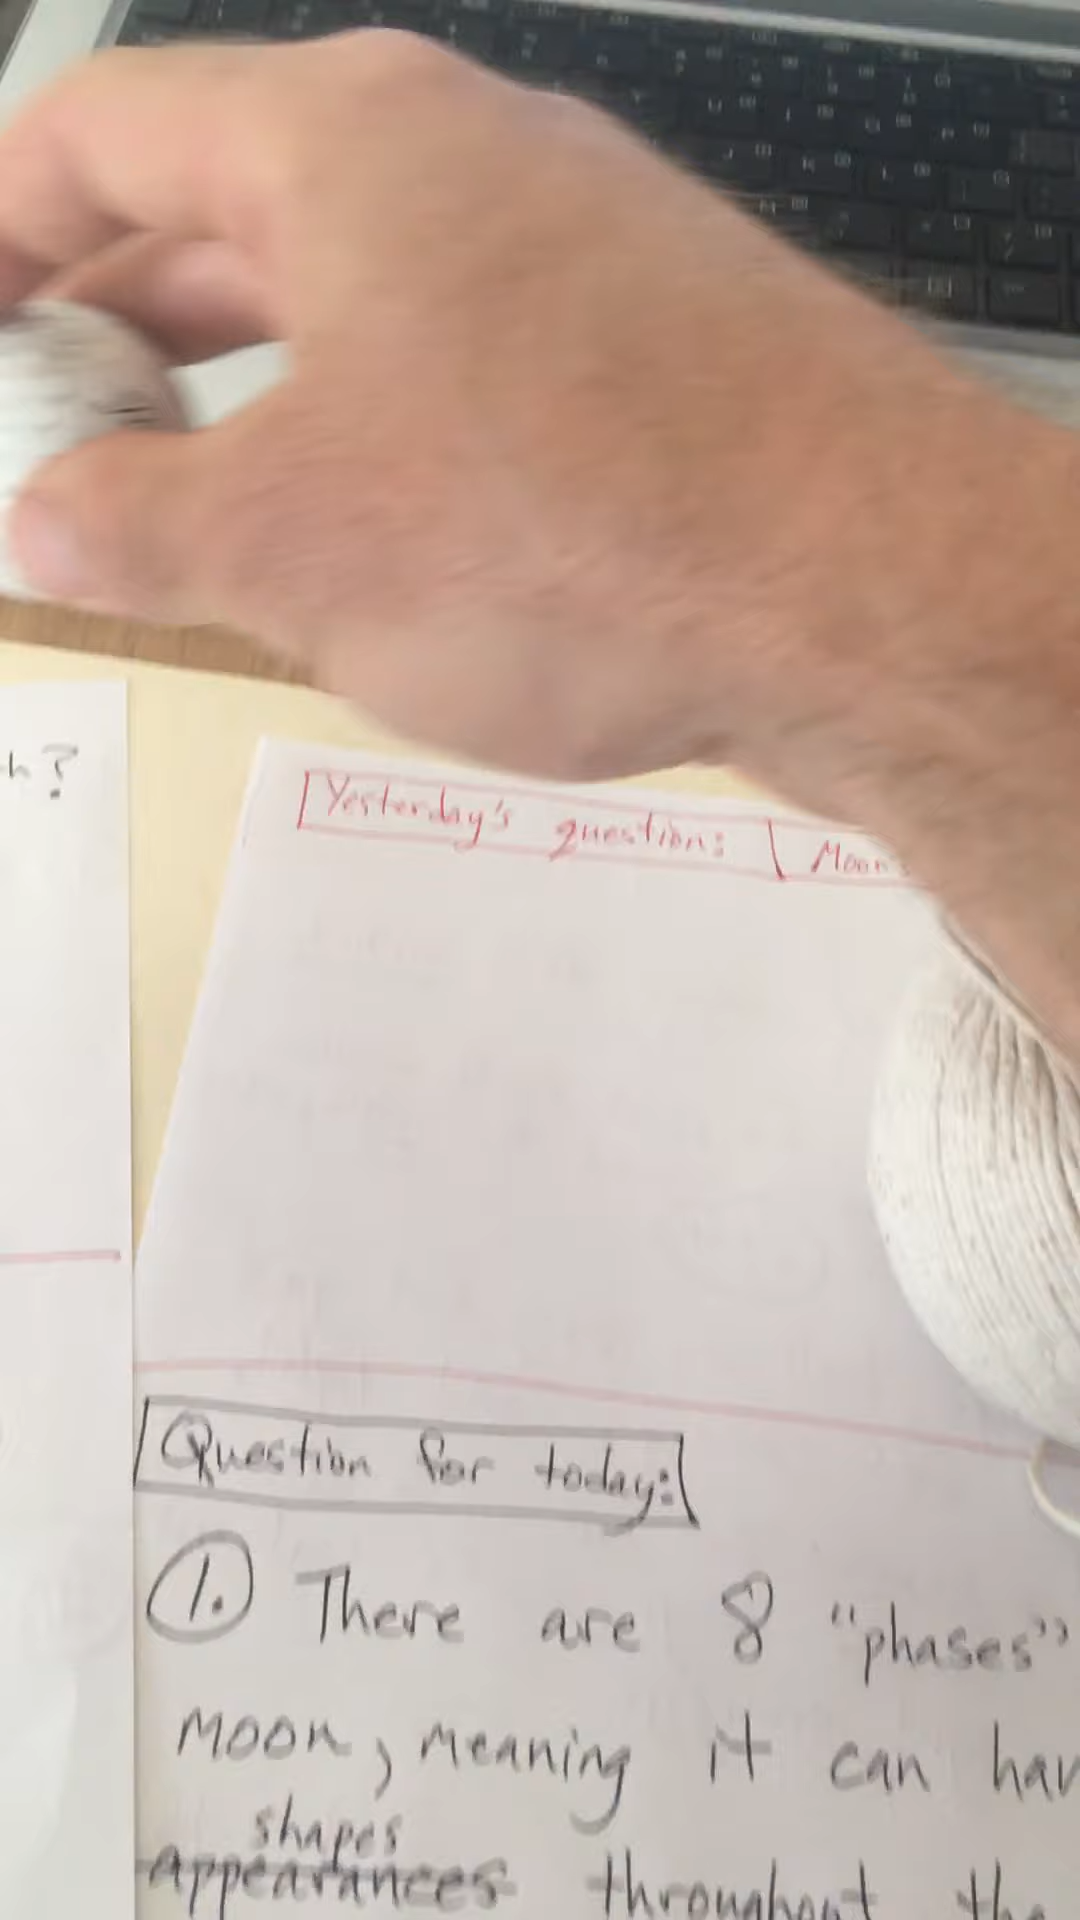 h?
Yesterday's question: Moon
Question for today:
1. There are 8 "phases"
Moon, meaning it can hav
shapes
appearances throughout the